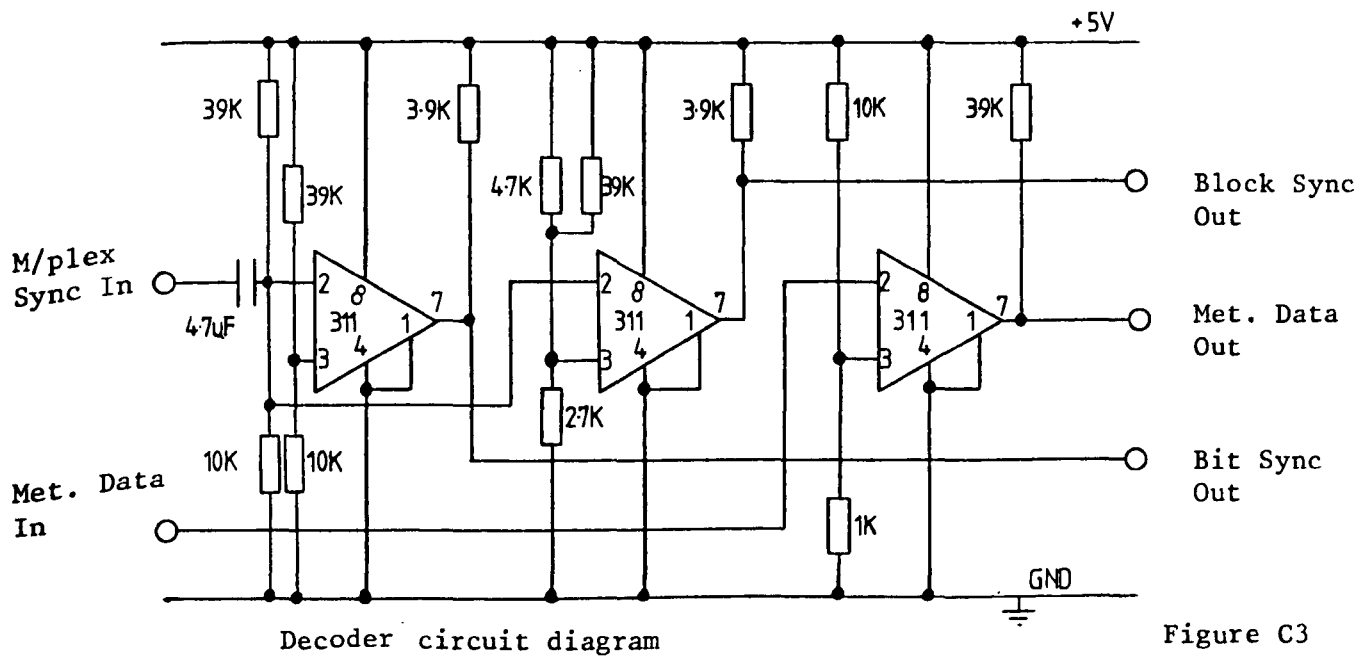 +5V
39K
3·9K
3·9K
10K
39K
39K
4·7K
39K
Block Sync
Out
M/plex
Sync In
4·7uF
2
8
7
311
1
4
3
2
8
7
311
1
4
3
2
8
7
311
1
4
3
Met. Data
Out
2·7K
10K
10K
Bit Sync
Out
Met. Data
In
1K
GND
Decoder circuit diagram
Figure C3